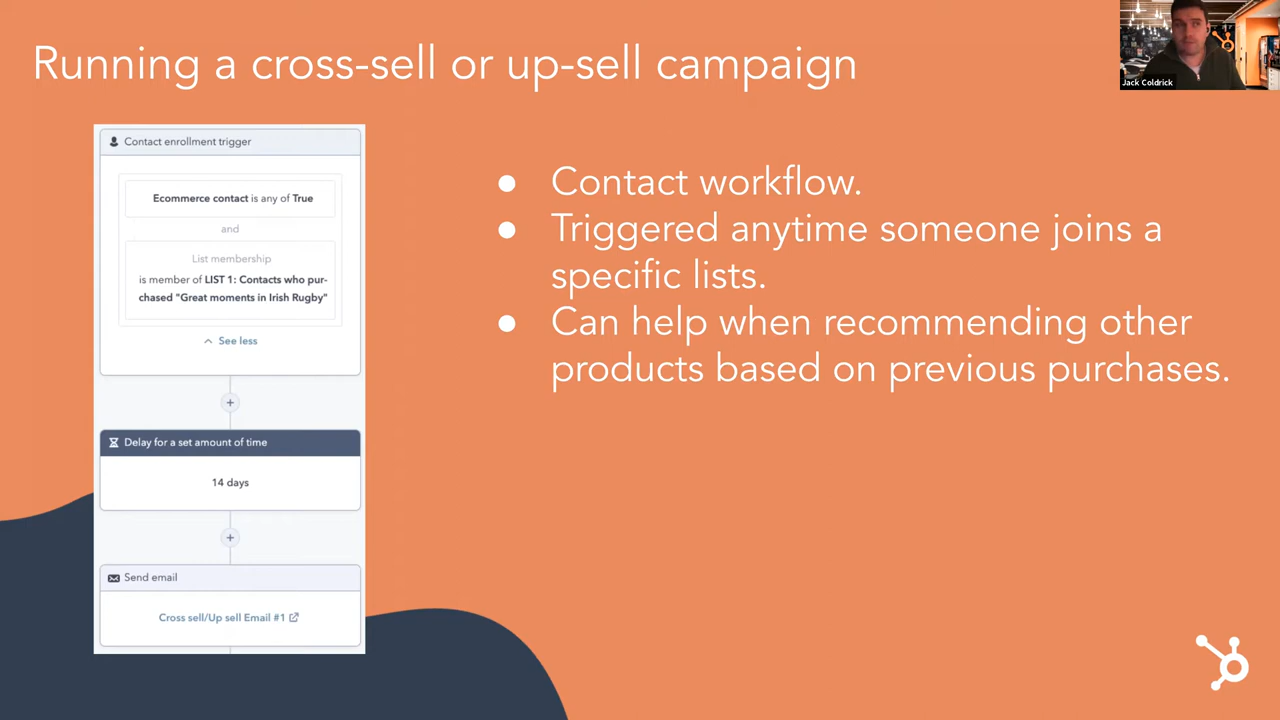 Running a cross-sell or up-sell campaign
Jack Coldrick
Contact enrollment trigger
Ecommerce contact is any of True
and
List membership
is member of LIST 1: Contacts who pur-
chased "Great moments in Irish Rugby"
See less
Delay for a set amount of time
14 days
Send email
Cross sell/Up sell Email #1
● Contact workflow.
● Triggered anytime someone joins a
specific lists.
● Can help when recommending other
products based on previous purchases.